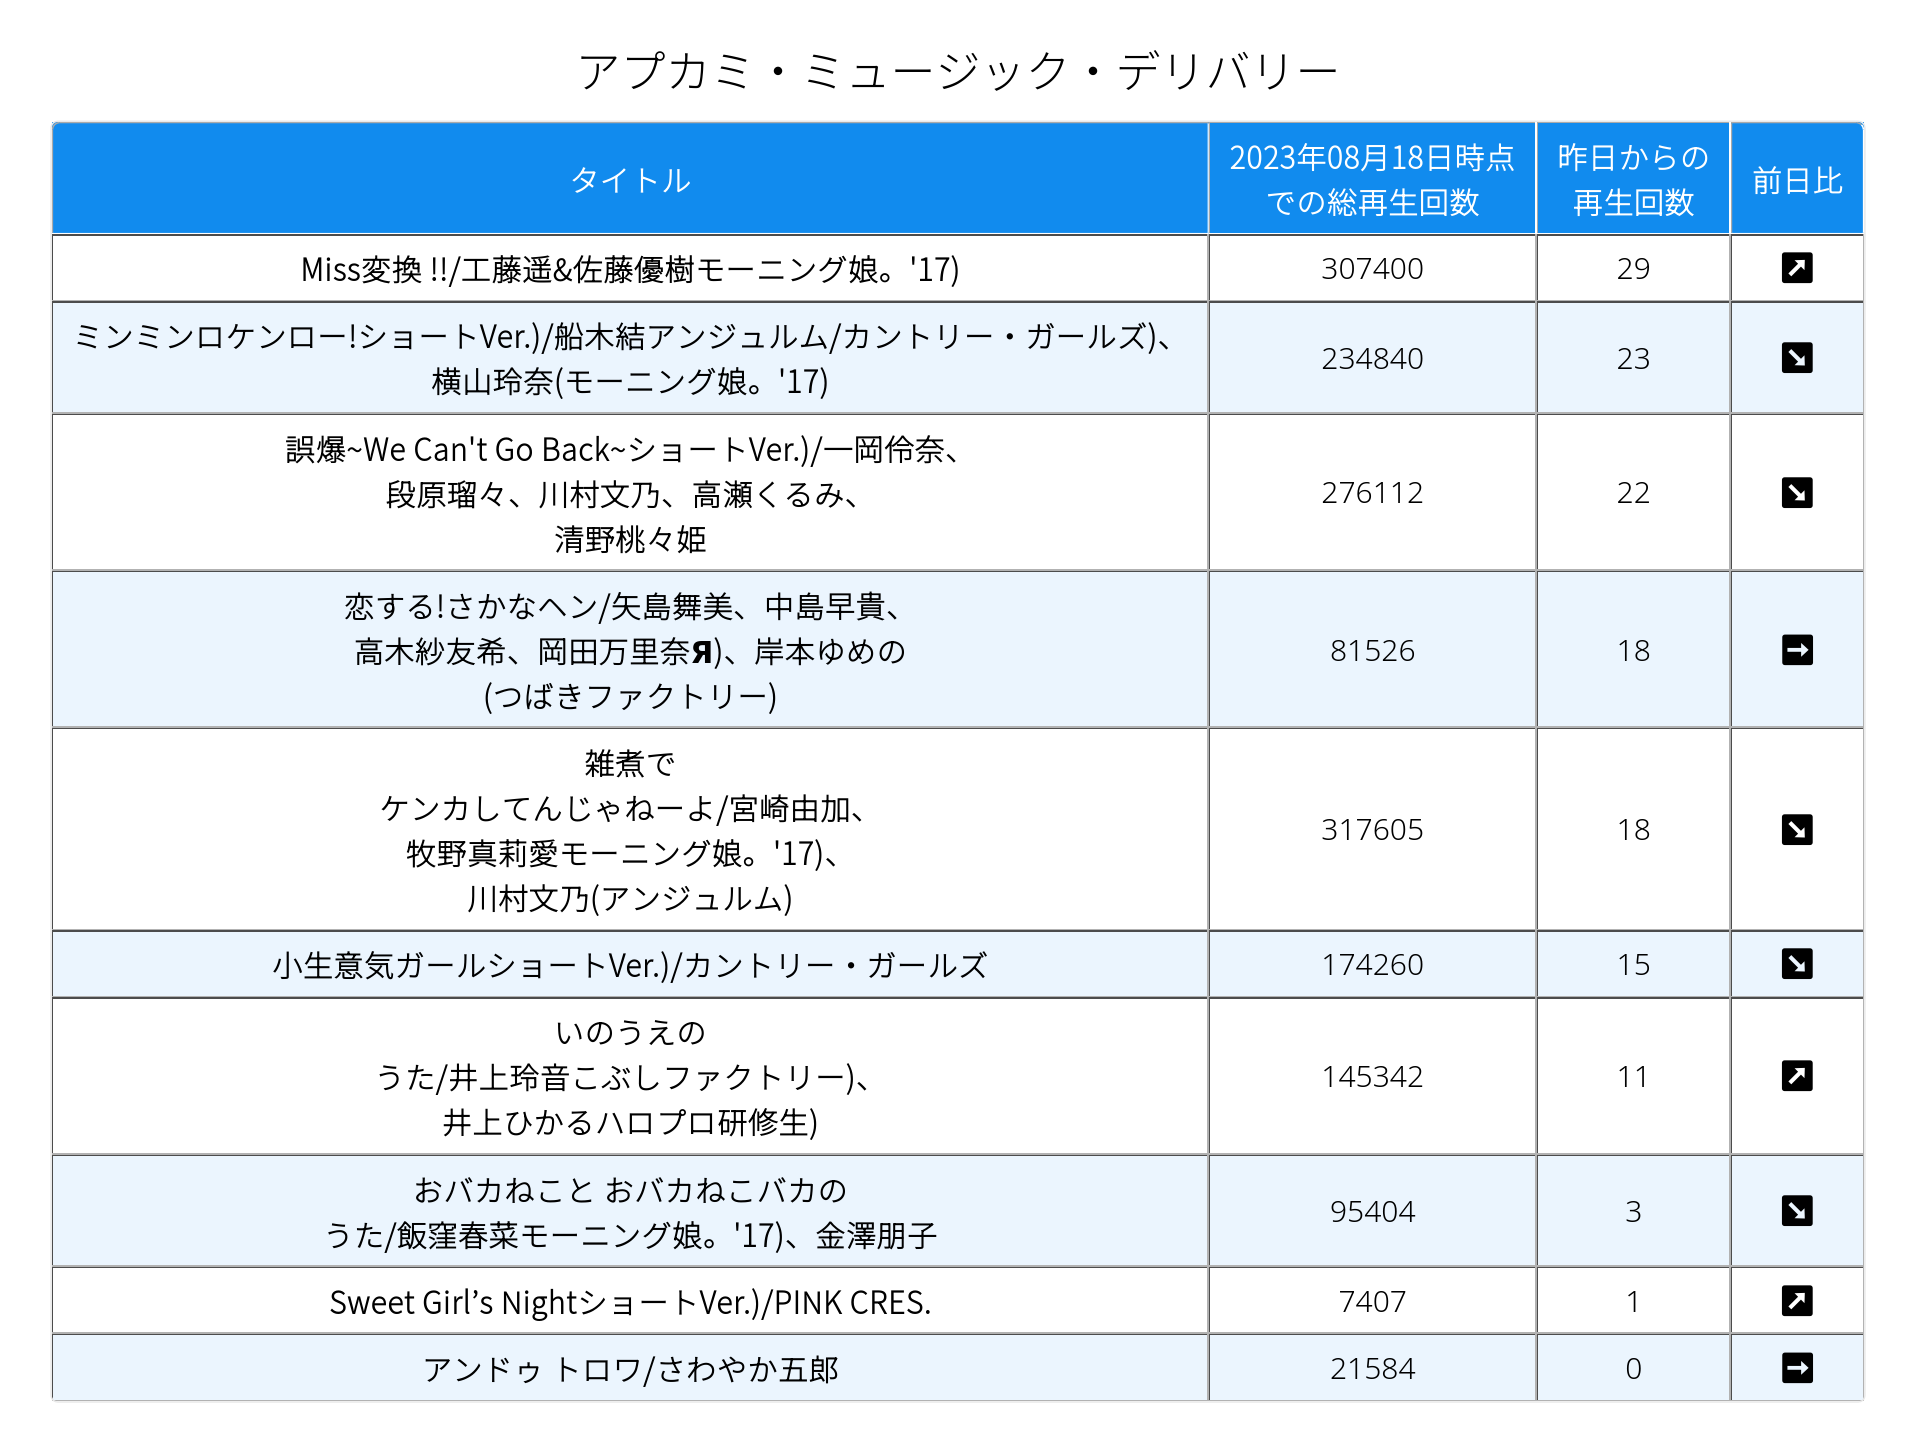 アプカミ・ミュージック・デリバリー
タイトル
2023年08月18日時点
での総再生回数
昨日からの
再生回数
前日比
Miss変換 !!/工藤遥&佐藤優樹モーニング娘。'17)
307400
29
ミンミンロケンロー!ショートVer.)/船木結アンジュルム/カントリー・ガールズ)、
横山玲奈(モーニング娘。'17)
234840
23
誤爆~We Can't Go Back~ショートVer.)/一岡伶奈、
段原瑠々、川村文乃、高瀬くるみ、
清野桃々姫
276112
22
恋する!さかなヘン/矢島舞美、中島早貴、
高木紗友希、岡田万里奈Я)、岸本ゆめの
(つばきファクトリー)
81526
18
雑煮で
ケンカしてんじゃねーよ/宮崎由加、
牧野真莉愛モーニング娘。'17)、
川村文乃(アンジュルム)
317605
18
小生意気ガールショートVer.)/カントリー・ガールズ
174260
15
いのうえの
うた/井上玲音こぶしファクトリー)、
井上ひかるハロプロ研修生)
145342
11
おバカねこと おバカねこバカの
うた/飯窪春菜モーニング娘。'17)、金澤朋子
95404
3
Sweet Girl’s NightショートVer.)/PINK CRES.
7407
1
アンドゥ トロワ/さわやか五郎
21584
0